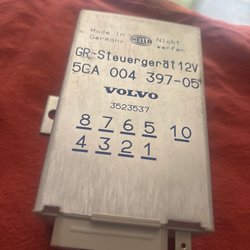 Made in Germany HELLA Nicht werfen
GR-Steuergerät 12V
5GA 004 397-05
VOLVO
3523537
8 7 6 5 10
4 3 2 1